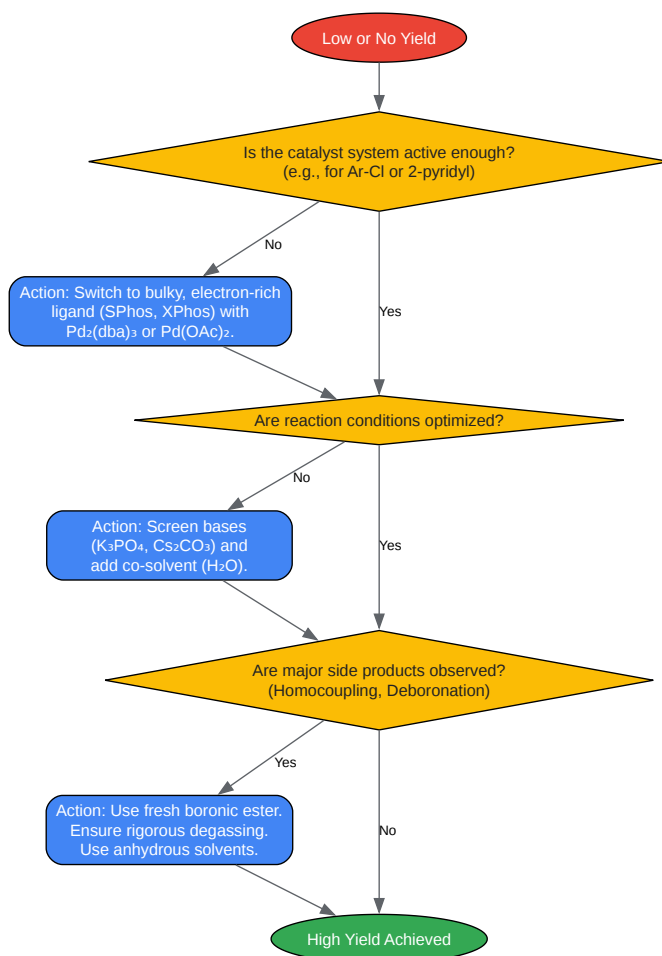 Low or No Yield
Is the catalyst system active enough?
(e.g., for Ar-Cl or 2-pyridyl)
No
Action: Switch to bulky, electron-rich
ligand (SPhos, XPhos) with
Pd₂(dba)₃ or Pd(OAc)₂.
Yes
Are reaction conditions optimized?
No
Action: Screen bases
(K₃PO₄, Cs₂CO₃) and
add co-solvent (H₂O).
Yes
Are major side products observed?
(Homocoupling, Deboronation)
Yes
Action: Use fresh boronic ester.
Ensure rigorous degassing.
Use anhydrous solvents.
No
High Yield Achieved